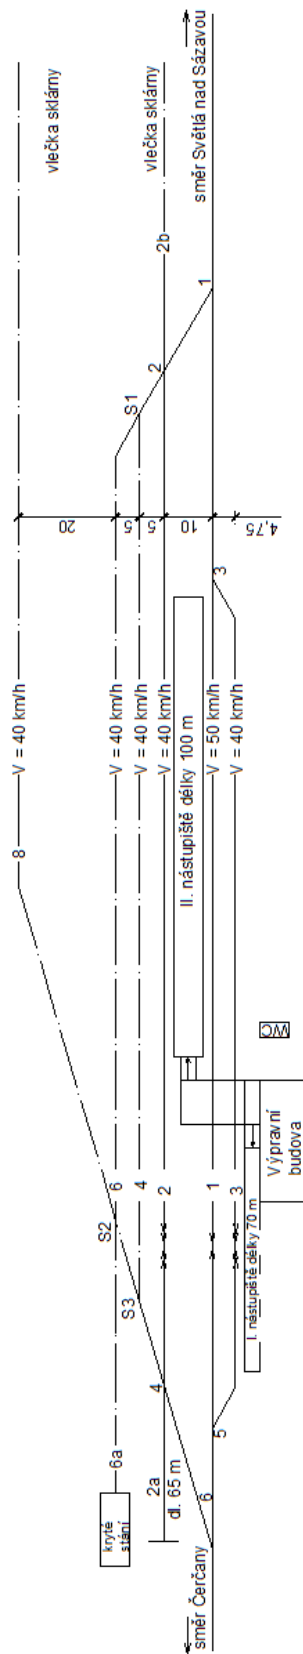 vlečka sklárny
8
V = 40 km/h
20
kryté
stání
6a
S2
6
V = 40 km/h
5
S3
4
V = 40 km/h
S1
5
vlečka sklárny
2a
dl. 65 m
4
2
V = 40 km/h
2
2b
II. nástupiště délky 100 m
10
směr Čerčany
6
5
1
V = 50 km/h
3
1
směr Světlá nad Sázavou
3
V = 40 km/h
4,75
I. nástupiště délky 70 m
Výpravní
budova
WC